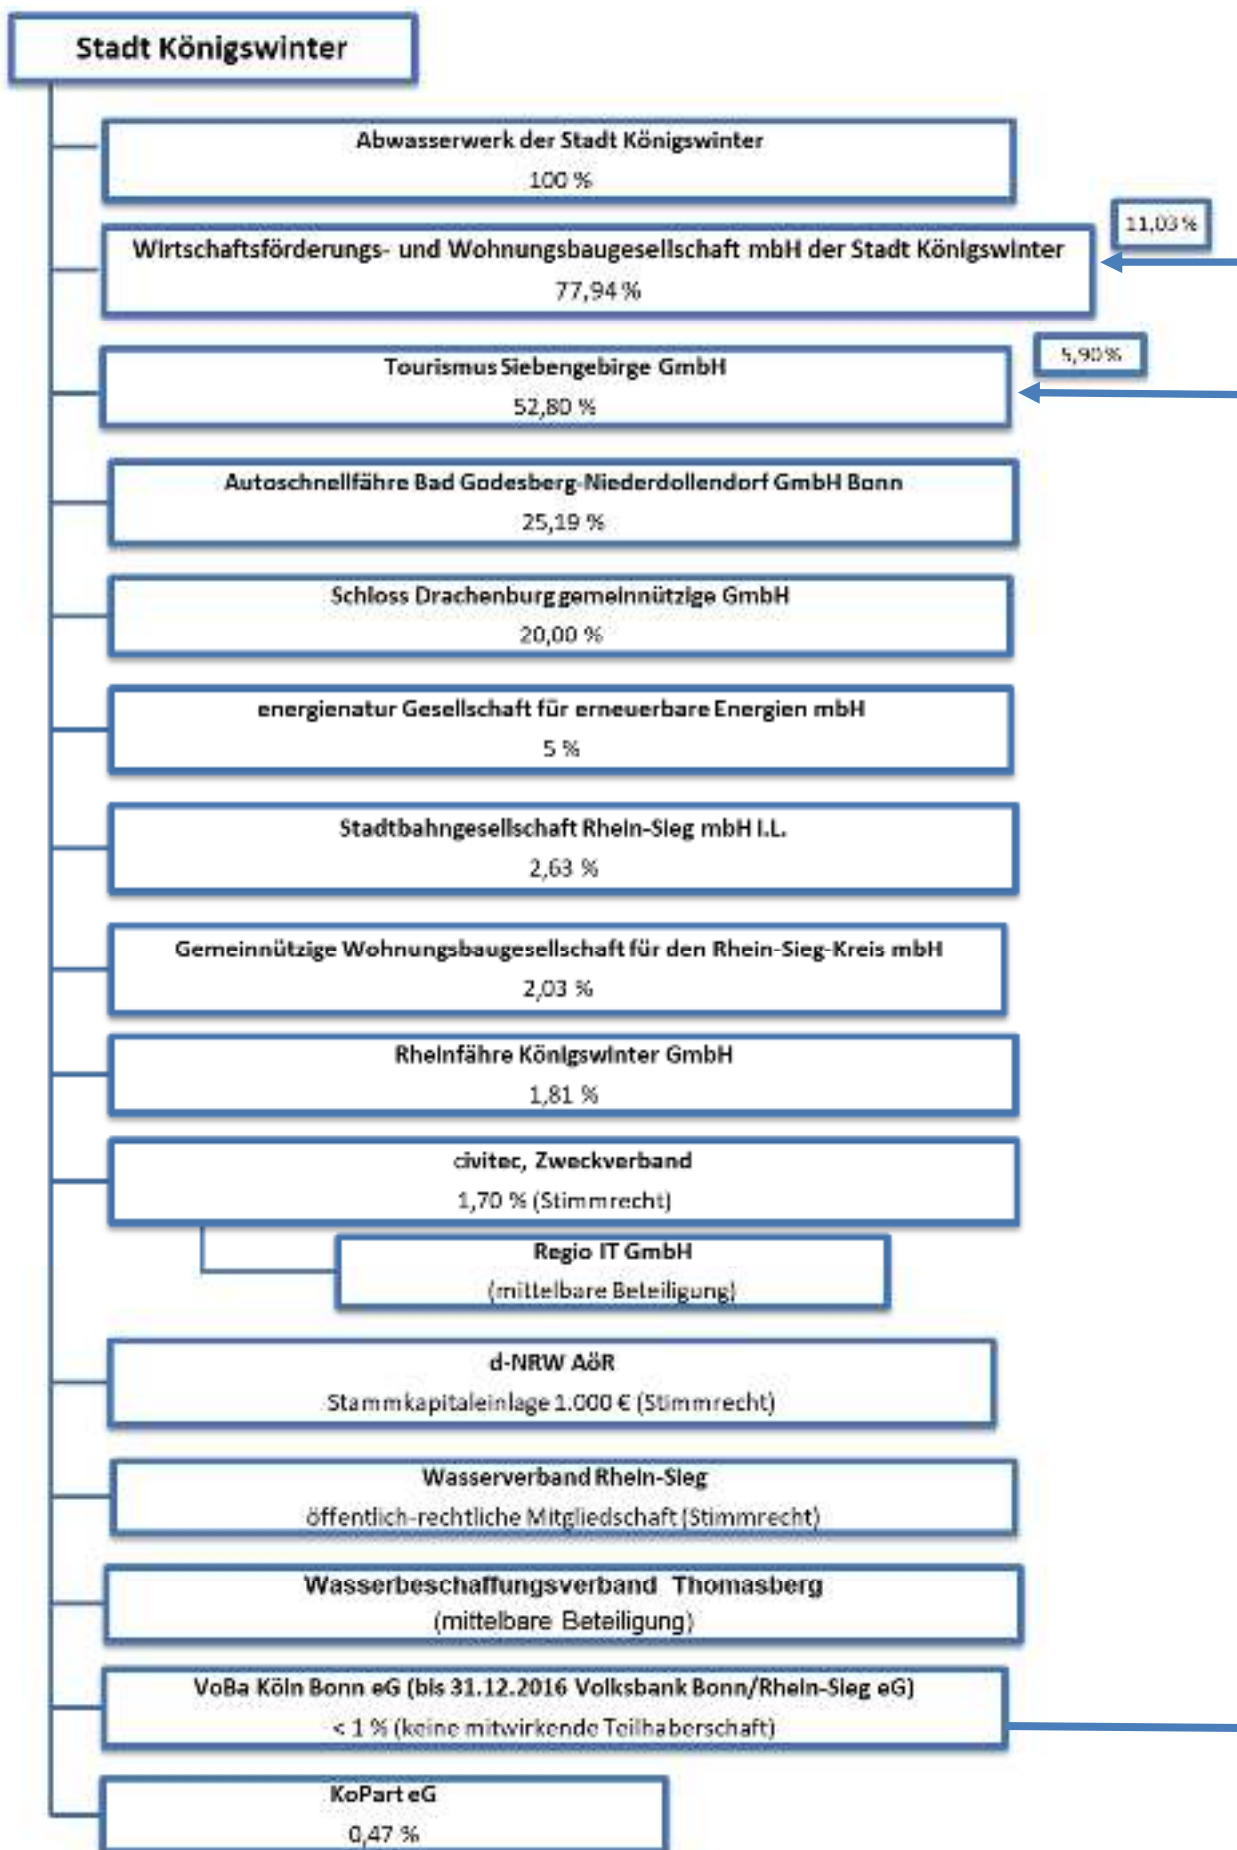 Stadt Königswinter
Abwasserwerk der Stadt Königswinter
100 %
11,03 %
Wirtschaftsförderungs- und Wohnungsbaugesellschaft mbH der Stadt Königswinter
77,94 %
5,90 %
Tourismus Siebengebirge GmbH
52,80 %
Autoschnellfähre Bad Godesberg-Niederdollendorf GmbH Bonn
25,19 %
Schloss Drachenburg gemeinnützige GmbH
20,00 %
energienatur Gesellschaft für erneuerbare Energien mbH
5 %
Stadtbahngesellschaft Rhein-Sieg mbH i.L.
2,63 %
Gemeinnützige Wohnungsbaugesellschaft für den Rhein-Sieg-Kreis mbH
2,03 %
Rheinfähre Königswinter GmbH
1,81 %
civitec, Zweckverband
1,70 % (Stimmrecht)
Regio IT GmbH
(mittelbare Beteiligung)
d-NRW AöR
Stammkapitaleinlage 1.000 € (Stimmrecht)
Wasserverband Rhein-Sieg
öffentlich-rechtliche Mitgliedschaft (Stimmrecht)
Wasserbeschaffungsverband Thomasberg
(mittelbare Beteiligung)
VoBa Köln Bonn eG (bis 31.12.2016 Volksbank Bonn/Rhein-Sieg eG)
< 1 % (keine mitwirkende Teilhaberschaft)
KoPart eG
0,47 %